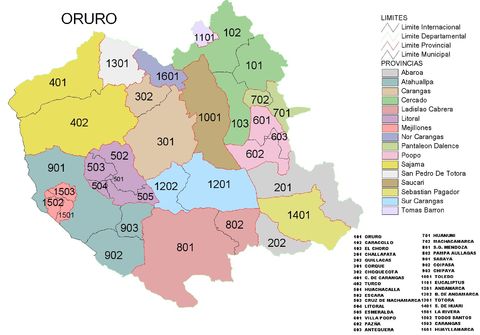 ORURO
1101
102
1301
101
401
1601
302
702
701
402
1001
103
601
603
301
602
901
503
502
501
504
505
1202
1201
201
1503
1502
1501
903
902
801
802
1401
202
LIMITES
Limite Internacional
Limite Departamental
Limite Provincial
Limite Municipal
PROVINCIAS
Abaroa
Atahuallpa
Carangas
Cercado
Ladislao Cabrera
Litoral
Mejillones
Nor Carangas
Pantaleon Dalence
Poopo
Sajama
San Pedro De Totora
Saucari
Sebastian Pagador
Sur Carangas
Tomas Barron
101 ORURO
102 CARACOLLO
103 EL CHORO
201 CHALLAPATA
202 QUILLACAS
301 CORQUE
302 CHOQUECOTA
401 C. DE CARANGAS
402 TURCO
501 HUACHACALLA
502 ESCARA
503 CRUZ DE MACHAMARCA
504 LITORAL
505 ESMERALDA
601 VILLA POOPO
602 PAZÑA
603 ANTEQUERA
701 HUANUNI
702 MACHACAMARCA
801 S.G. MENDOZA
802 PAMPA AULLAGAS
901 SABAYA
902 COIPASA
903 CHIPAYA
1001 TOLEDO
1101 EUCALIPTUS
1201 ANDAMARCA
1202 B. DE ANDAMARCA
1301 TOTORA
1401 S. DE HUARI
1501 LA RIVERA
1502 TODOS SANTOS
1503 CARANGAS
1601 HUAYLLAMARCA